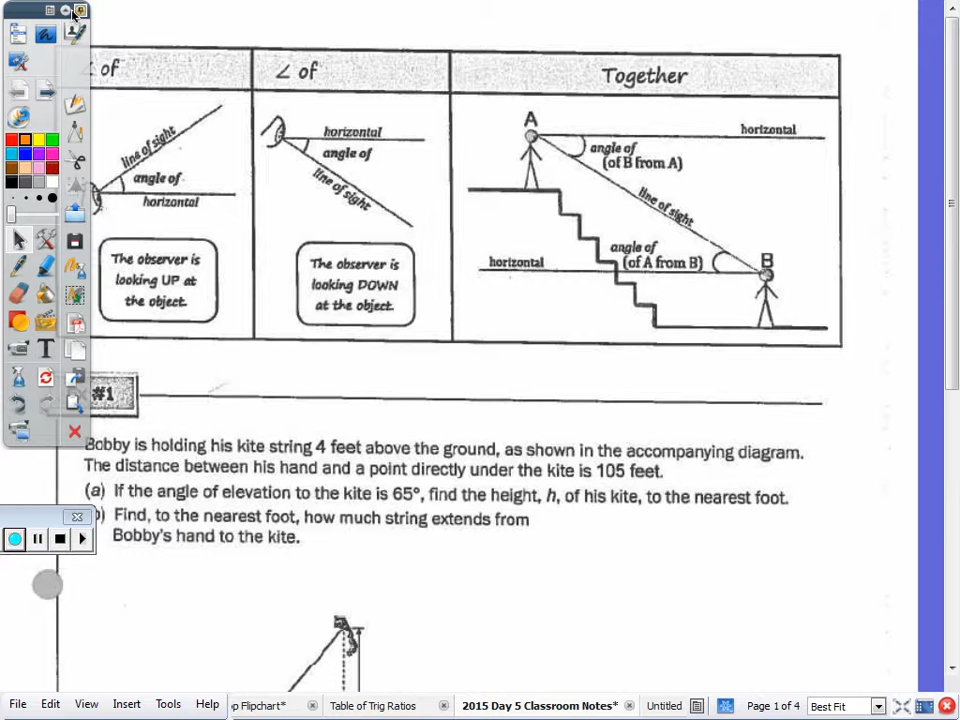 ∠ of
∠ of
Together
line of sight
angle of
horizontal
The observer is
looking UP at
the object.
horizontal
angle of
line of sight
The observer is
looking DOWN
at the object.
A
horizontal
angle of
(of B from A)
line of sight
angle of
(of A from B)
horizontal
B
#1
Bobby is holding his kite string 4 feet above the ground, as shown in the accompanying diagram.
The distance between his hand and a point directly under the kite is 105 feet.
(a) If the angle of elevation to the kite is 65°, find the height, h, of his kite, to the nearest foot.
) Find, to the nearest foot, how much string extends from
Bobby's hand to the kite.
File Edit View Insert Tools Help
p Flipchart* Table of Trig Ratios 2015 Day 5 Classroom Notes* Untitled Page 1 of 4 Best Fit